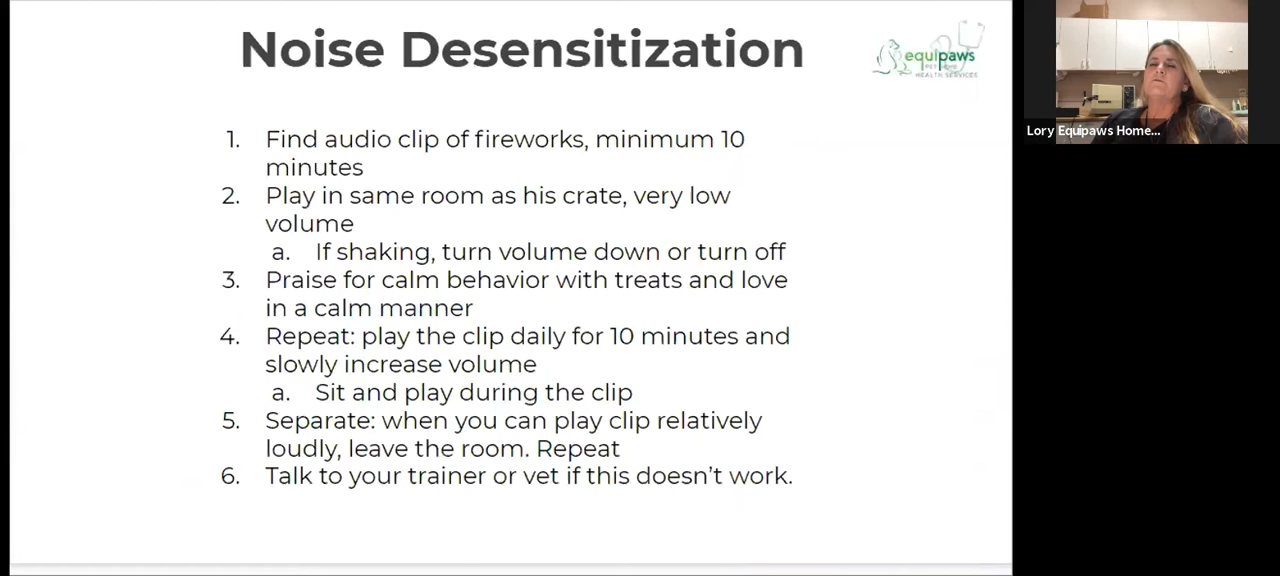 Noise Desensitization
equipaws
PET HOME
HEALTH SERVICES
1. Find audio clip of fireworks, minimum 10
minutes
2. Play in same room as his crate, very low
volume
a. If shaking, turn volume down or turn off
3. Praise for calm behavior with treats and love
in a calm manner
4. Repeat: play the clip daily for 10 minutes and
slowly increase volume
a. Sit and play during the clip
5. Separate: when you can play clip relatively
loudly, leave the room. Repeat
6. Talk to your trainer or vet if this doesn't work.
Lory Equipaws Home...